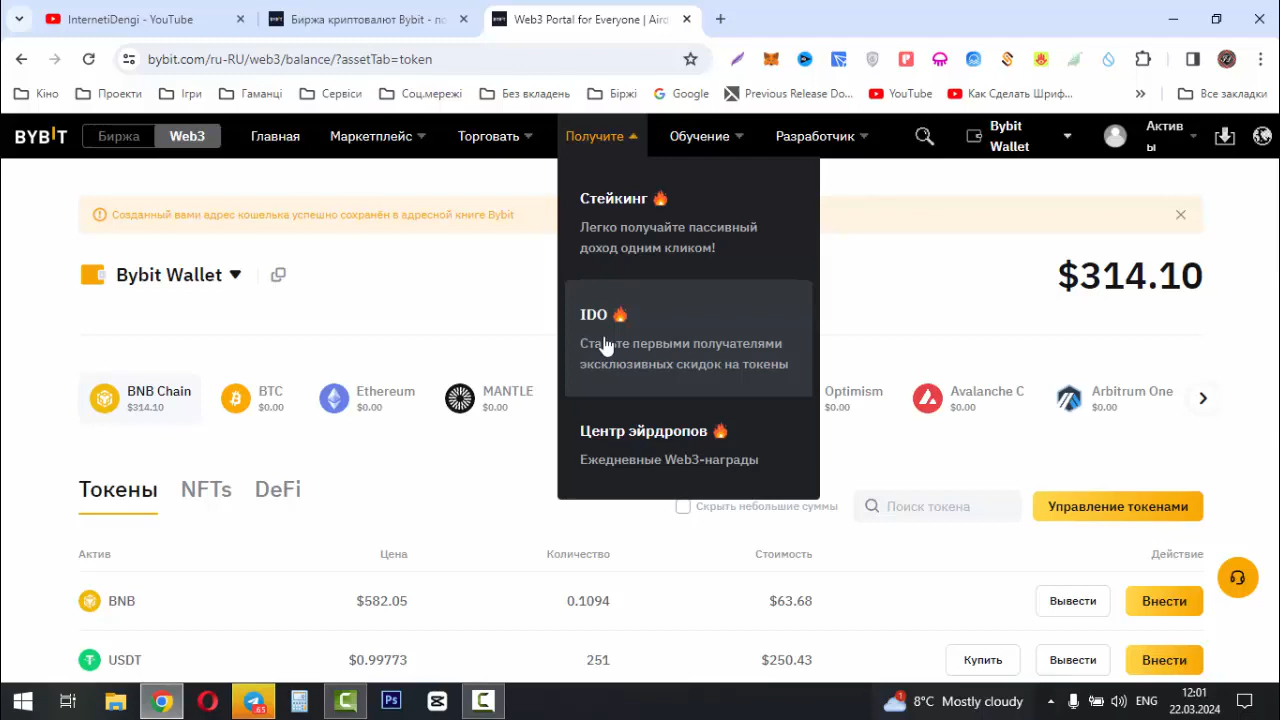 InternetiDengi - YouTube
Биржа криптовалют Bybit - по
Web3 Portal for Everyone | Aird
bybit.com/ru-RU/web3/balance/?assetTab=token
Кіно
Проекти
Ігри
Гаманці
Сервіси
Соц.мережі
Без вкладень
Біржі
Google
Previous Release Do...
YouTube
Как Сделать Шриф...
Все закладки
BYBIT
Биржа
Web3
Главная
Маркетплейс
Торговать
Получите
Обучение
Разработчик
Bybit
Wallet
Актив
ы
Созданный вами адрес кошелька успешно сохранён в адресной книге Bybit
Стейкинг 🔥
Легко получайте пассивный
доход одним кликом!
IDO 🔥
Станьте первыми получателями
эксклюзивных скидок на токены
Центр эйрдропов 🔥
Ежедневные Web3-награды
Bybit Wallet
$314.10
BNB Chain
$314.10
BTC
$0.00
Ethereum
$0.00
MANTLE
$0.00
Optimism
$0.00
Avalanche C
$0.00
Arbitrum One
$0.00
Токены
NFTs
DeFi
Скрыть небольшие суммы
Поиск токена
Управление токенами
Актив
Цена
Количество
Стоимость
Действие
BNB
$582.05
0.1094
$63.68
Вывести
Внести
USDT
$0.99773
251
$250.43
Купить
Вывести
Внести
65
Ps
1
8°C Mostly cloudy
ENG
12:01
22.03.2024